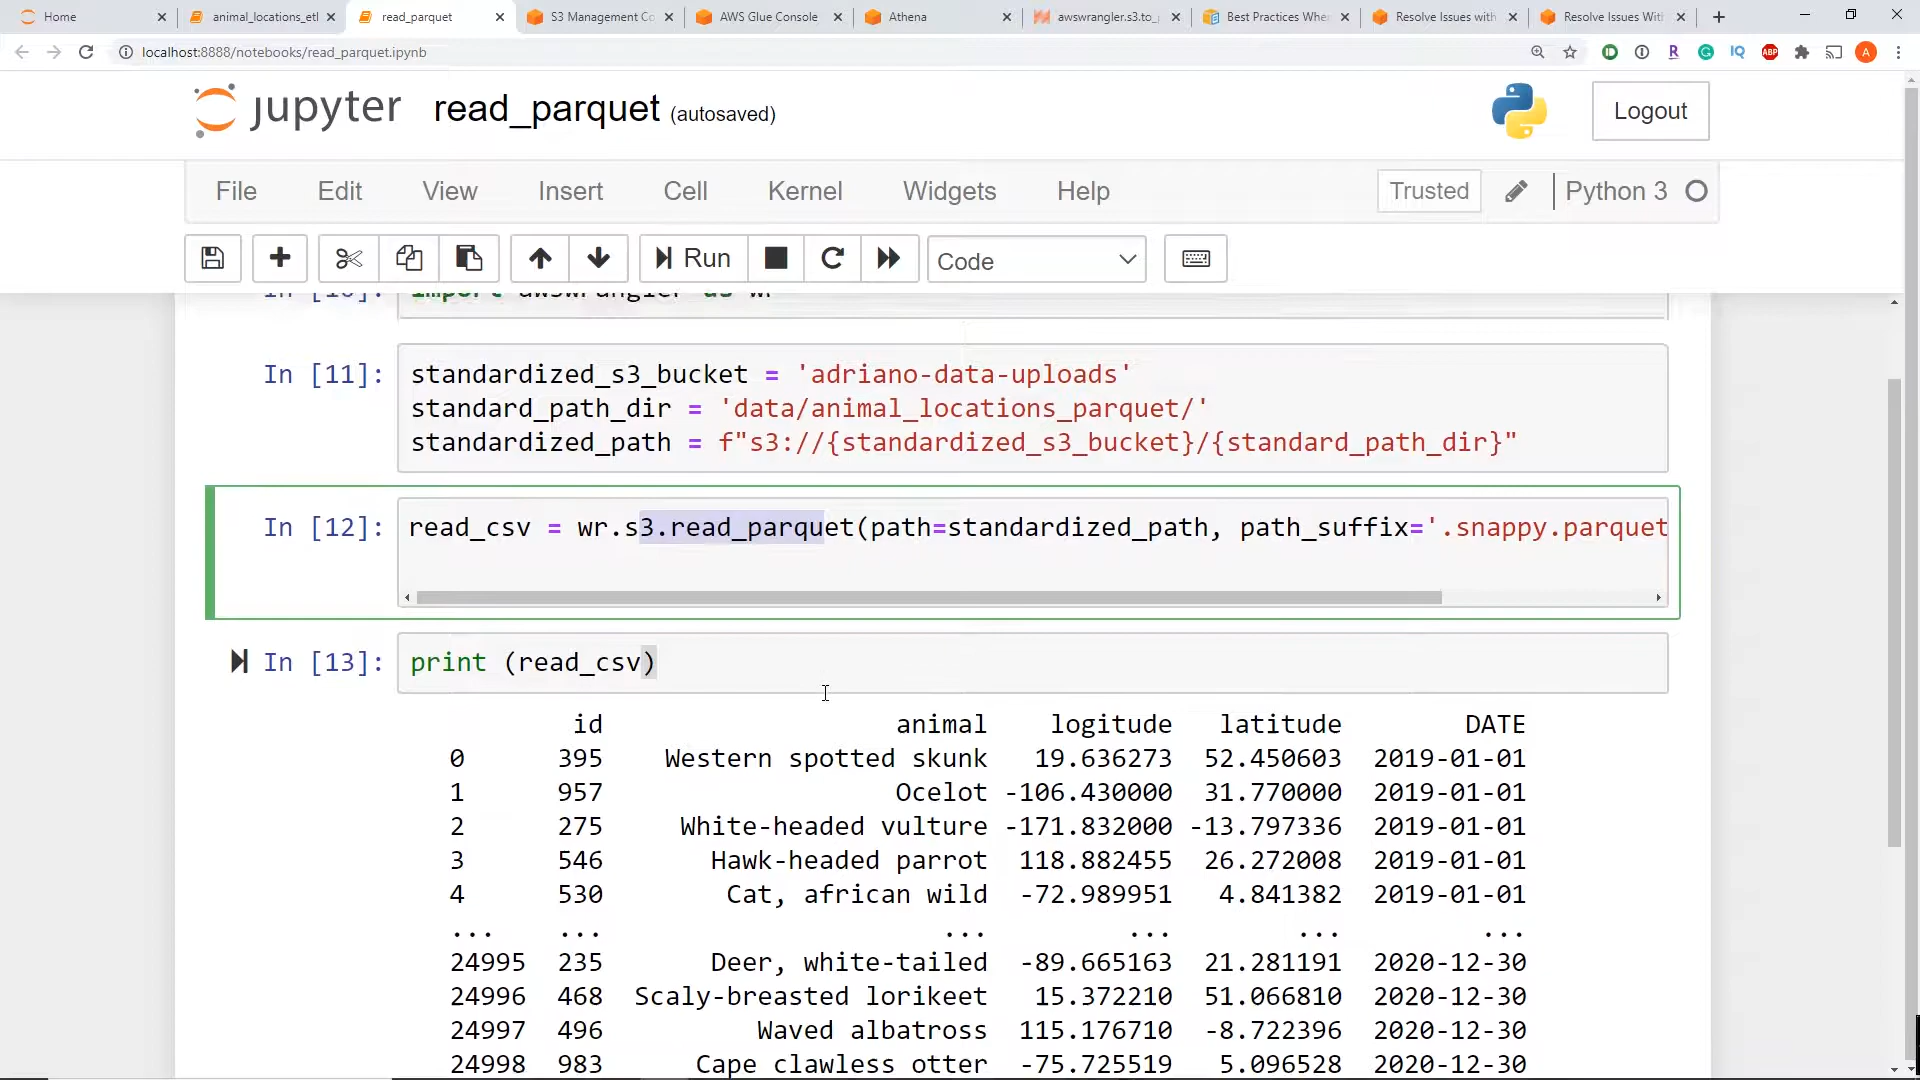 Home
animal_locations_etl
read_parquet
S3 Management Co
AWS Glue Console
Athena
awswrangler.s3.to_
Best Practices When
Resolve Issues with
Resolve Issues Wit
localhost:8888/notebooks/read_parquet.ipynb
jupyter read_parquet (autosaved)
Logout
File Edit View Insert Cell Kernel Widgets Help
Trusted
Python 3
Run
Code
In [10]: import awswrangler as wr
In [11]: standardized_s3_bucket = 'adriano-data-uploads'
standard_path_dir = 'data/animal_locations_parquet/'
standardized_path = f"s3://{standardized_s3_bucket}/{standard_path_dir}"
In [12]: read_csv = wr.s3.read_parquet(path=standardized_path, path_suffix='.snappy.parquet
In [13]: print (read_csv)
id animal logitude latitude DATE
0 395 Western spotted skunk 19.636273 52.450603 2019-01-01
1 957 Ocelot -106.430000 31.770000 2019-01-01
2 275 White-headed vulture -171.832000 -13.797336 2019-01-01
3 546 Hawk-headed parrot 118.882455 26.272008 2019-01-01
4 530 Cat, african wild -72.989951 4.841382 2019-01-01
... ... ... ... ... ...
24995 235 Deer, white-tailed -89.665163 21.281191 2020-12-30
24996 468 Scaly-breasted lorikeet 15.372210 51.066810 2020-12-30
24997 496 Waved albatross 115.176710 -8.722396 2020-12-30
24998 983 Cape clawless otter -75.725519 5.096528 2020-12-30